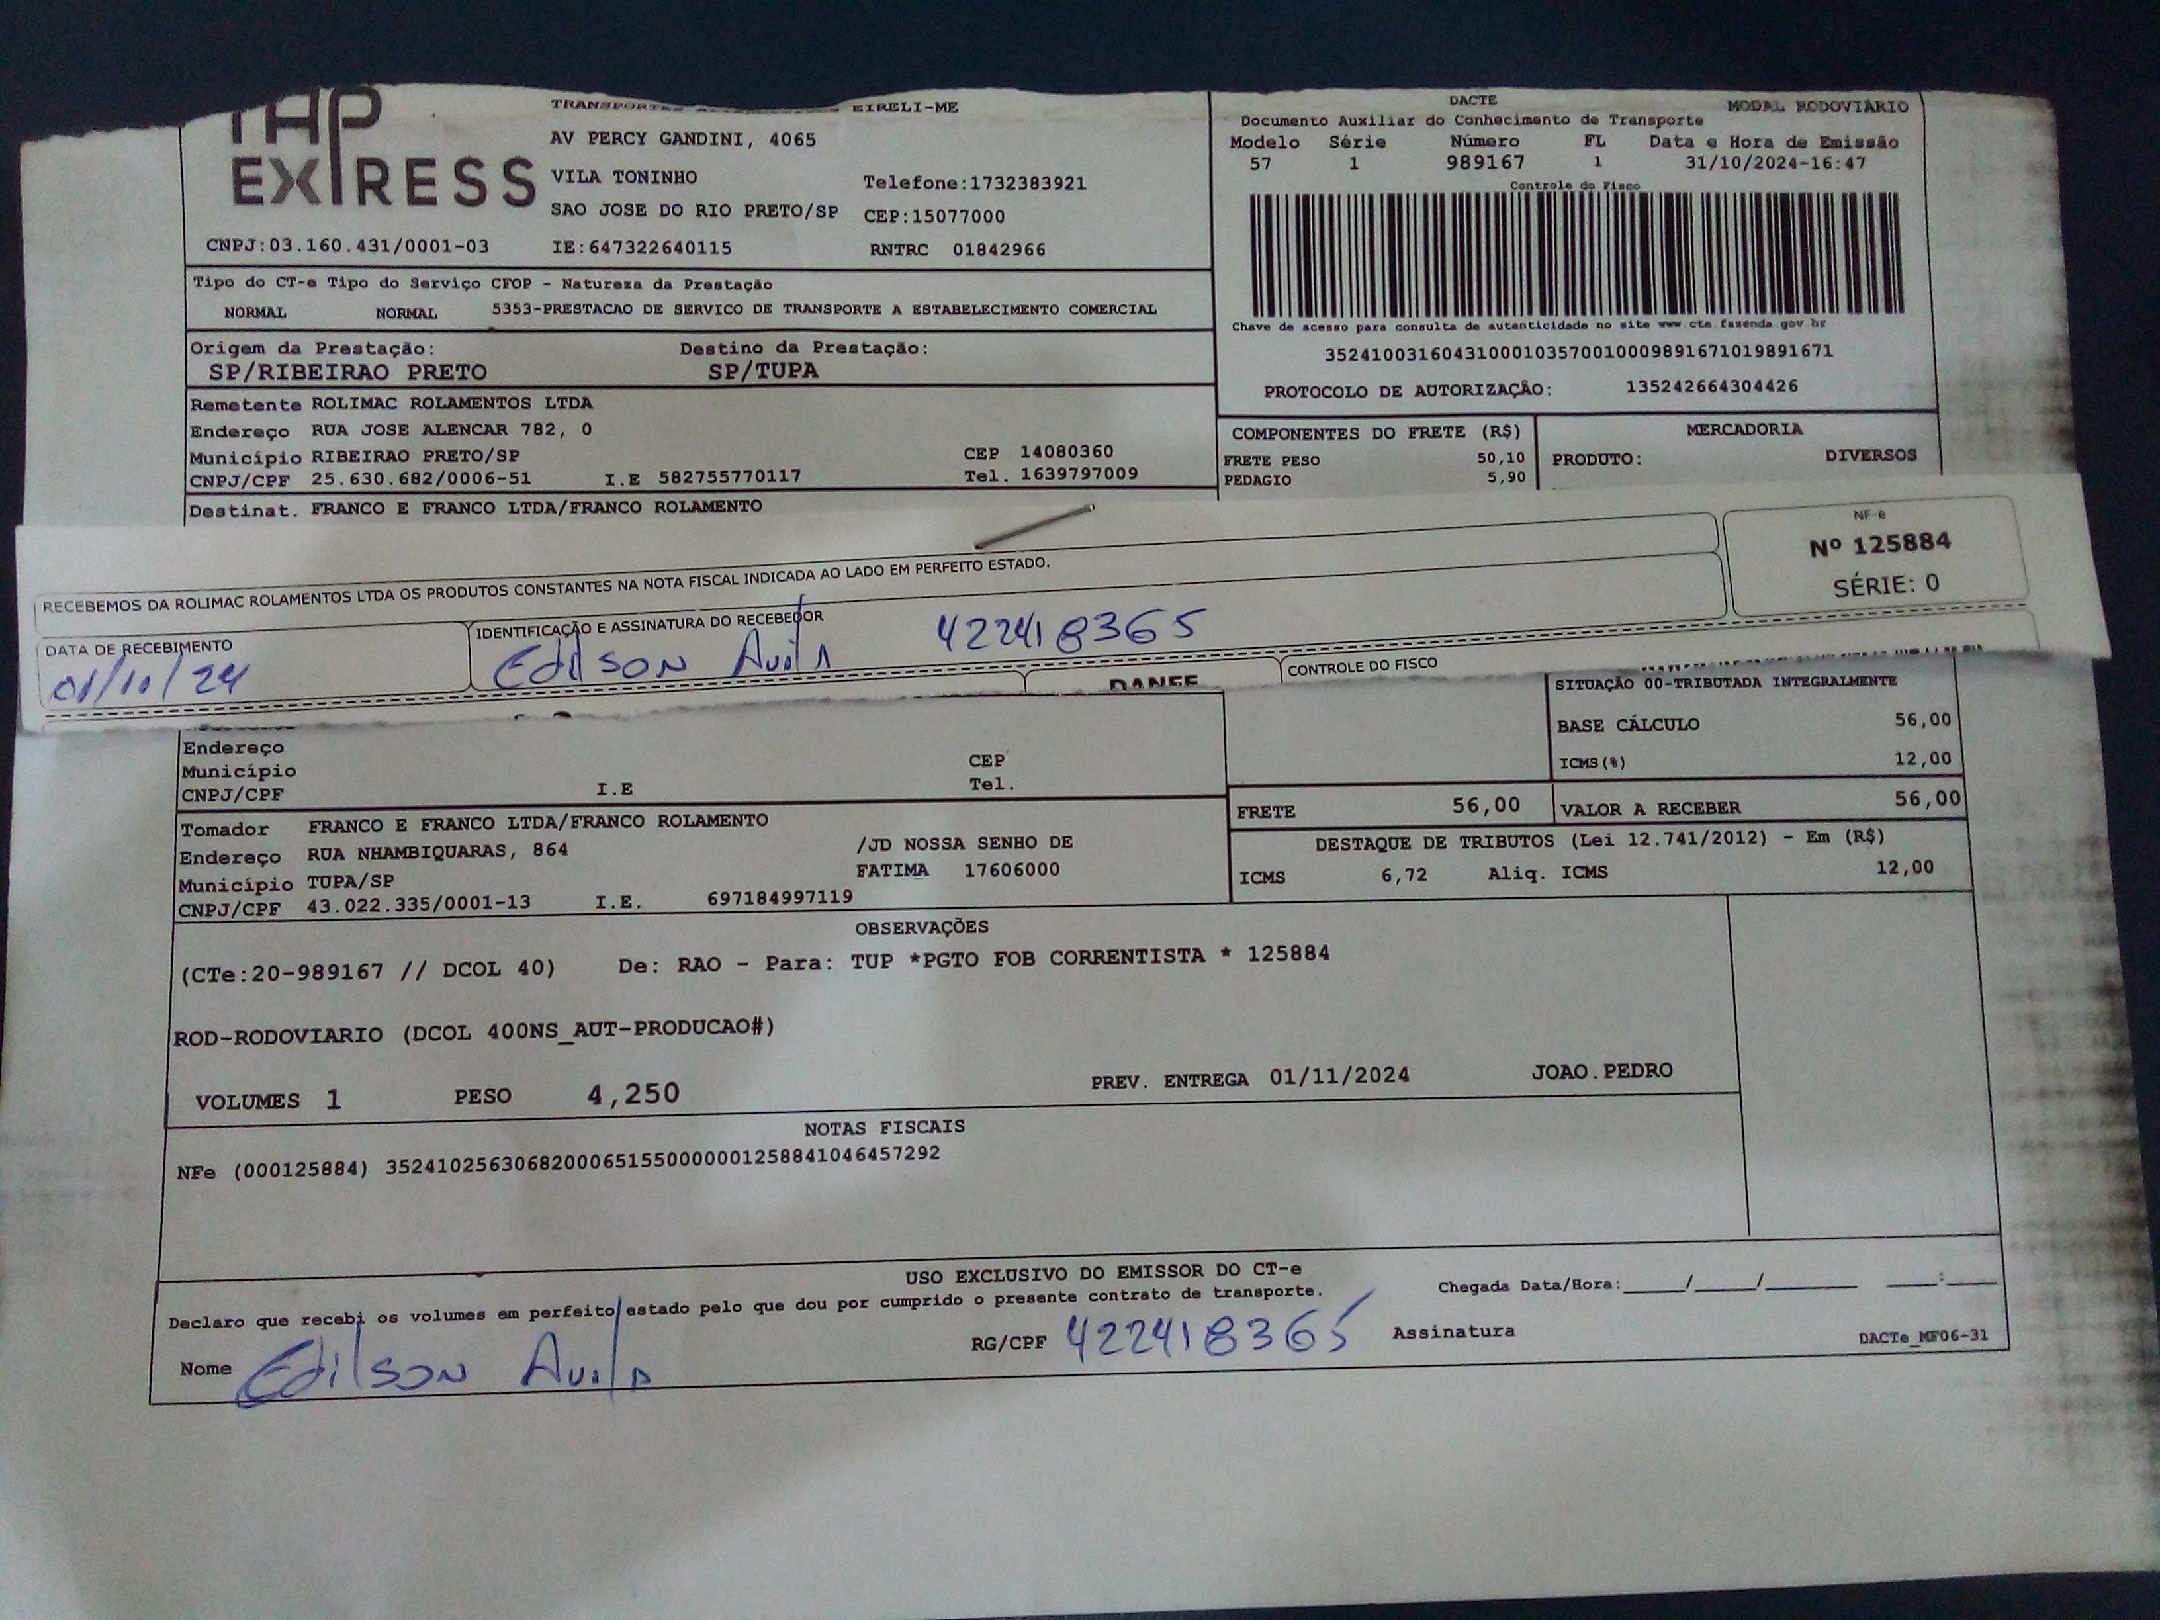 TAP
EXPRESS
TRANSPORTES EIRELI-ME
AV PERCY GANDINI, 4065
VILA TONINHO Telefone:1732383921
SAO JOSE DO RIO PRETO/SP CEP:15077000
CNPJ:03.160.431/0001-03 IE:647322640115 RNTRC 01842966
DACTE MODAL RODOVIÁRIO
Documento Auxiliar do Conhecimento de Transporte
Modelo Série Número FL Data e Hora de Emissão
57 1 989167 1 31/10/2024-16:47
Controle do Fisco
Chave de acesso para consulta de autenticidade no site www.cte.fazenda.gov.br
35241003160431000103570010009891671019891671
PROTOCOLO DE AUTORIZAÇÃO: 135242664304426
Tipo do CT-e Tipo do Serviço CFOP - Natureza da Prestação
NORMAL NORMAL 5353-PRESTACAO DE SERVICO DE TRANSPORTE A ESTABELECIMENTO COMERCIAL
Origem da Prestação: Destino da Prestação:
SP/RIBEIRAO PRETO SP/TUPA
Remetente ROLIMAC ROLAMENTOS LTDA
Endereço RUA JOSE ALENCAR 782, 0
Município RIBEIRAO PRETO/SP CEP 14080360
CNPJ/CPF 25.630.682/0006-51 I.E 582755770117 Tel. 1639797009
Destinat. FRANCO E FRANCO LTDA/FRANCO ROLAMENTO
COMPONENTES DO FRETE (R$) MERCADORIA
FRETE PESO 50,10 PRODUTO: DIVERSOS
PEDAGIO 5,90
NF-e
Nº 125884
SÉRIE: 0
RECEBEMOS DA ROLIMAC ROLAMENTOS LTDA OS PRODUTOS CONSTANTES NA NOTA FISCAL INDICADA AO LADO EM PERFEITO ESTADO.
DATA DE RECEBIMENTO IDENTIFICAÇÃO E ASSINATURA DO RECEBEDOR
01/10/24 Edilson Avila 422418365
DANFE CONTROLE DO FISCO
SITUAÇÃO 00-TRIBUTADA INTEGRALMENTE
BASE CÁLCULO 56,00
ICMS(%) 12,00
Endereço
Município CEP
CNPJ/CPF I.E Tel.
FRETE 56,00 VALOR A RECEBER 56,00
Tomador FRANCO E FRANCO LTDA/FRANCO ROLAMENTO
Endereço RUA NHAMBIQUARAS, 864 /JD NOSSA SENHO DE
Município TUPA/SP FATIMA 17606000
CNPJ/CPF 43.022.335/0001-13 I.E. 697184997119
DESTAQUE DE TRIBUTOS (Lei 12.741/2012) - Em (R$)
ICMS 6,72 Aliq. ICMS 12,00
OBSERVAÇÕES
(CTe:20-989167 // DCOL 40) De: RAO - Para: TUP *PGTO FOB CORRENTISTA * 125884
ROD-RODOVIARIO (DCOL 400NS_AUT-PRODUCAO#)
VOLUMES 1 PESO 4,250 PREV. ENTREGA 01/11/2024 JOAO.PEDRO
NOTAS FISCAIS
NFe (000125884) 35241025630682000651550000001258841046457292
USO EXCLUSIVO DO EMISSOR DO CT-e
Declaro que recebi os volumes em perfeito estado pelo que dou por cumprido o presente contrato de transporte.
Chegada Data/Hora:_____/_____/_______ ____:____
Nome Edilson Avila RG/CPF 422418365 Assinatura
DACTe_MF06-31